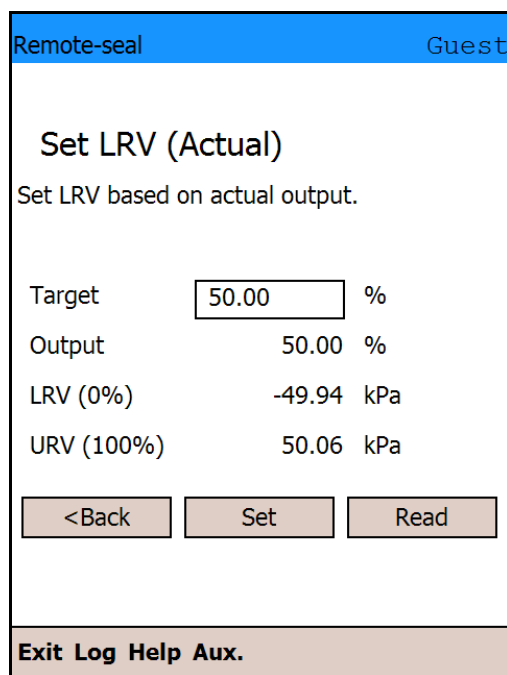 Remote-seal Guest
Set LRV (Actual)
Set LRV based on actual output.
Target 50.00 %
Output 50.00 %
LRV (0%) -49.94 kPa
URV (100%) 50.06 kPa
<Back Set Read
Exit Log Help Aux.